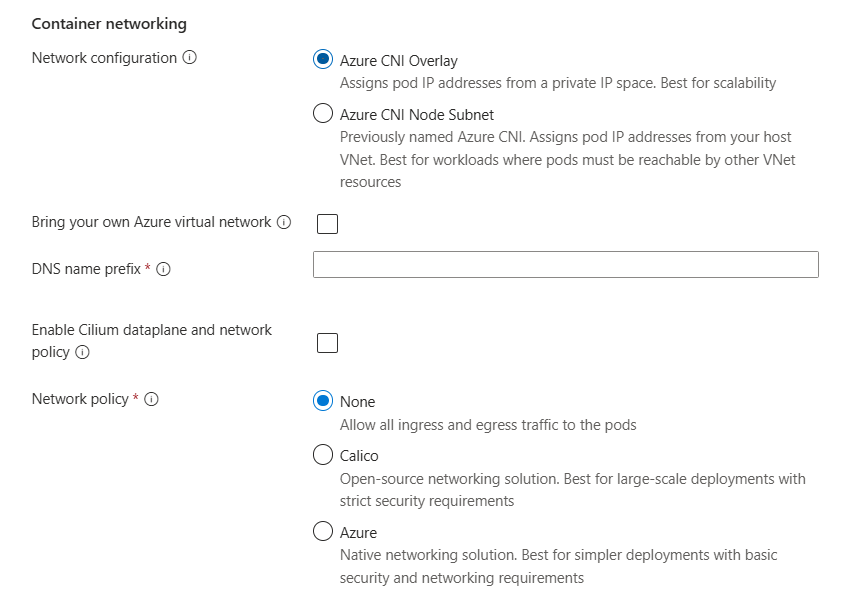 Container networking
Network configuration
Azure CNI Overlay
Assigns pod IP addresses from a private IP space. Best for scalability
Azure CNI Node Subnet
Previously named Azure CNI. Assigns pod IP addresses from your host
VNet. Best for workloads where pods must be reachable by other VNet
resources
Bring your own Azure virtual network
DNS name prefix *
Enable Cilium dataplane and network
policy
Network policy *
None
Allow all ingress and egress traffic to the pods
Calico
Open-source networking solution. Best for large-scale deployments with
strict security requirements
Azure
Native networking solution. Best for simpler deployments with basic
security and networking requirements